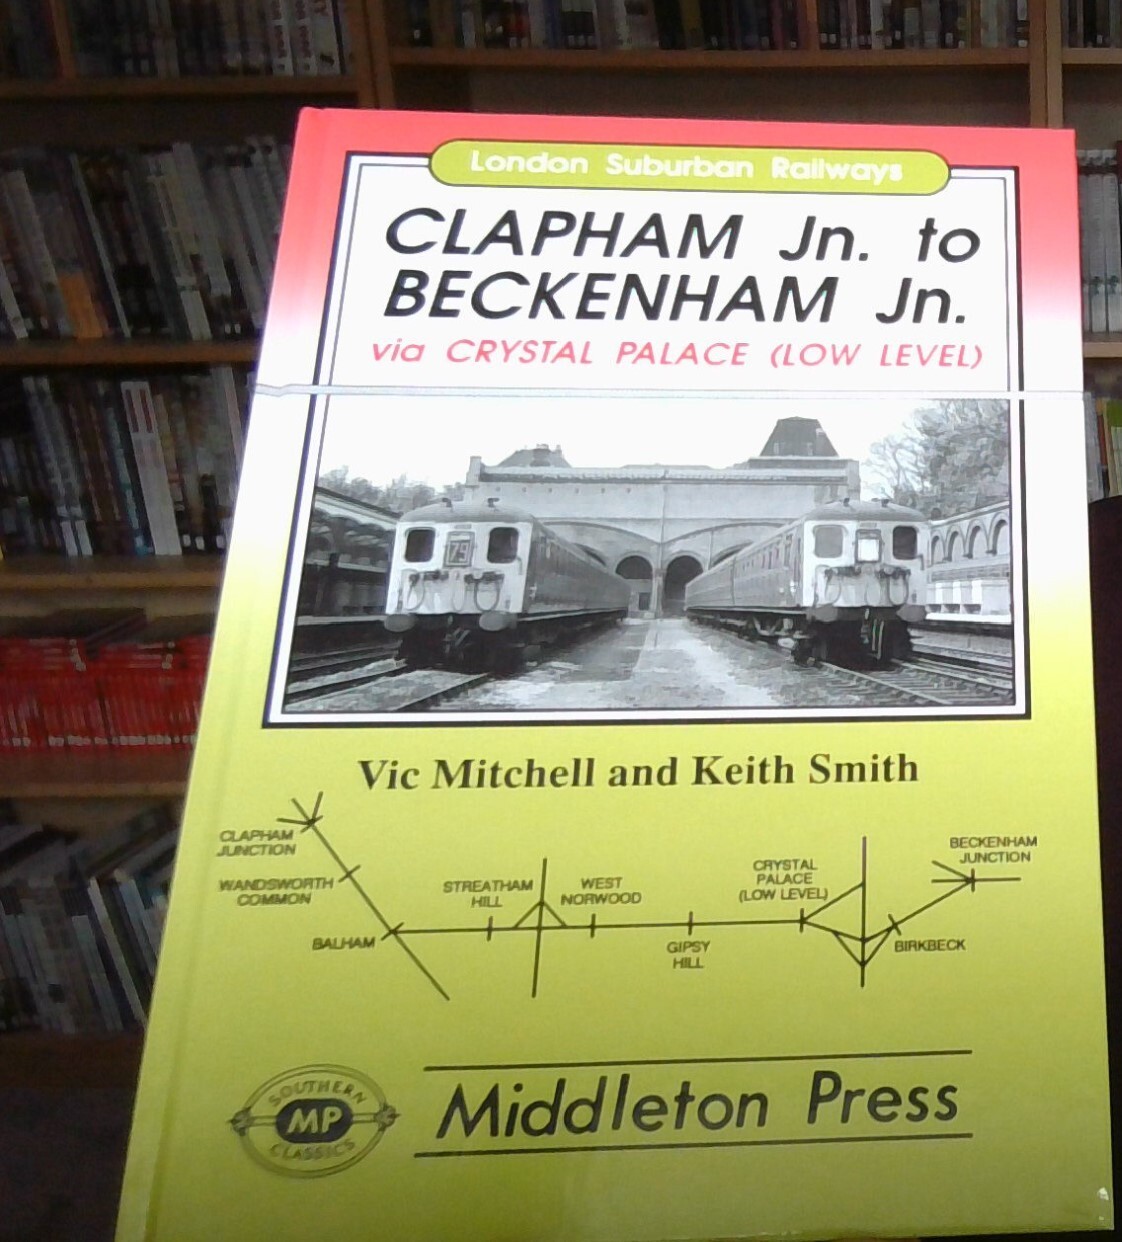 London Suburban Railways
CLAPHAM Jn. to
BECKENHAM Jn.
via CRYSTAL PALACE (LOW LEVEL)
79
Vic Mitchell and Keith Smith
CLAPHAM
JUNCTION
WANDSWORTH
COMMON
BALHAM
STREATHAM
HILL
WEST
NORWOOD
GIPSY
HILL
CRYSTAL
PALACE
(LOW LEVEL)
BIRKBECK
BECKENHAM
JUNCTION
SOUTHERN
MP
CLASSICS
Middleton Press